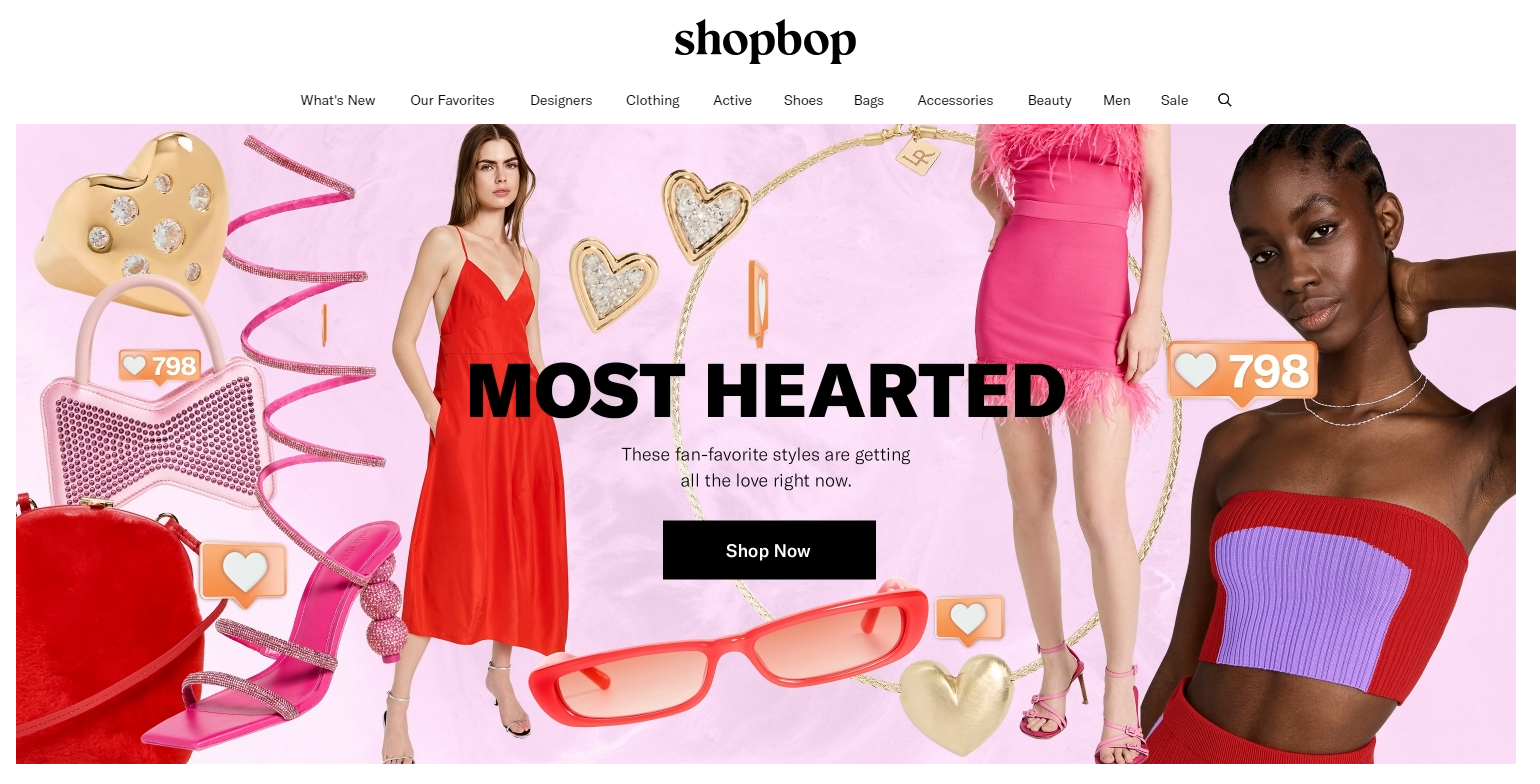 shopbop
What's New Our Favorites Designers Clothing Active Shoes Bags Accessories Beauty Men Sale
LR
798
798
MOST HEARTED
These fan-favorite styles are getting
all the love right now.
Shop Now